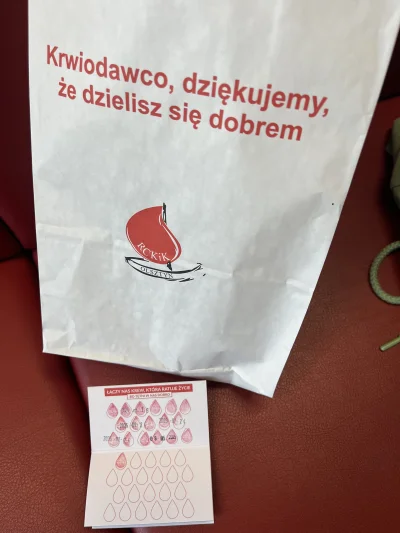 Krwiodawco, dziękujemy,
że dzielisz się dobrem
RCKiK
OLSZTYN
ŁĄCZY NAS KREW, KTÓRA RATUJE ŻYCIE